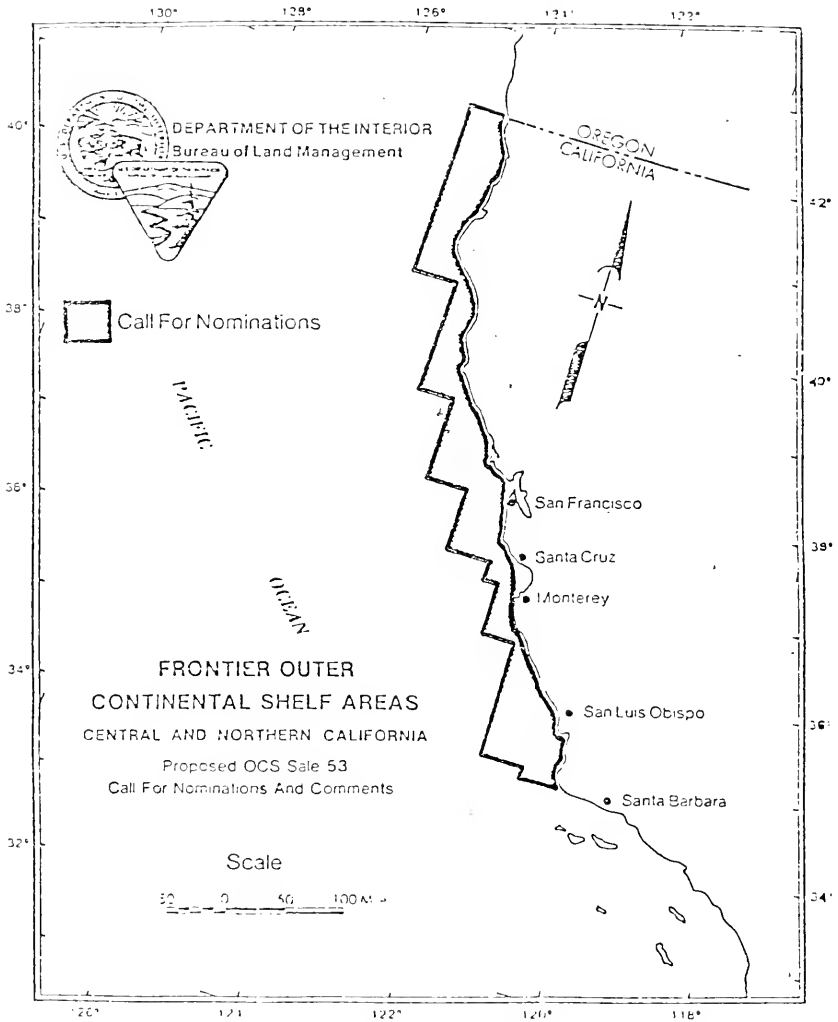 130° 128° 126° 121° 122°
DEPARTMENT OF THE INTERIOR
Bureau of Land Management
OREGON
CALIFORNIA
40°
42°
38°
Call For Nominations
N
PACIFIC
40°
36°
San Francisco
38°
Santa Cruz
Monterey
OCEAN
34°
FRONTIER OUTER
CONTINENTAL SHELF AREAS
CENTRAL AND NORTHERN CALIFORNIA
Proposed OCS Sale 53
Call For Nominations And Comments
San Luis Obispo
36°
Santa Barbara
32°
Scale
50 0 50 100
34°
122° 120° 118°